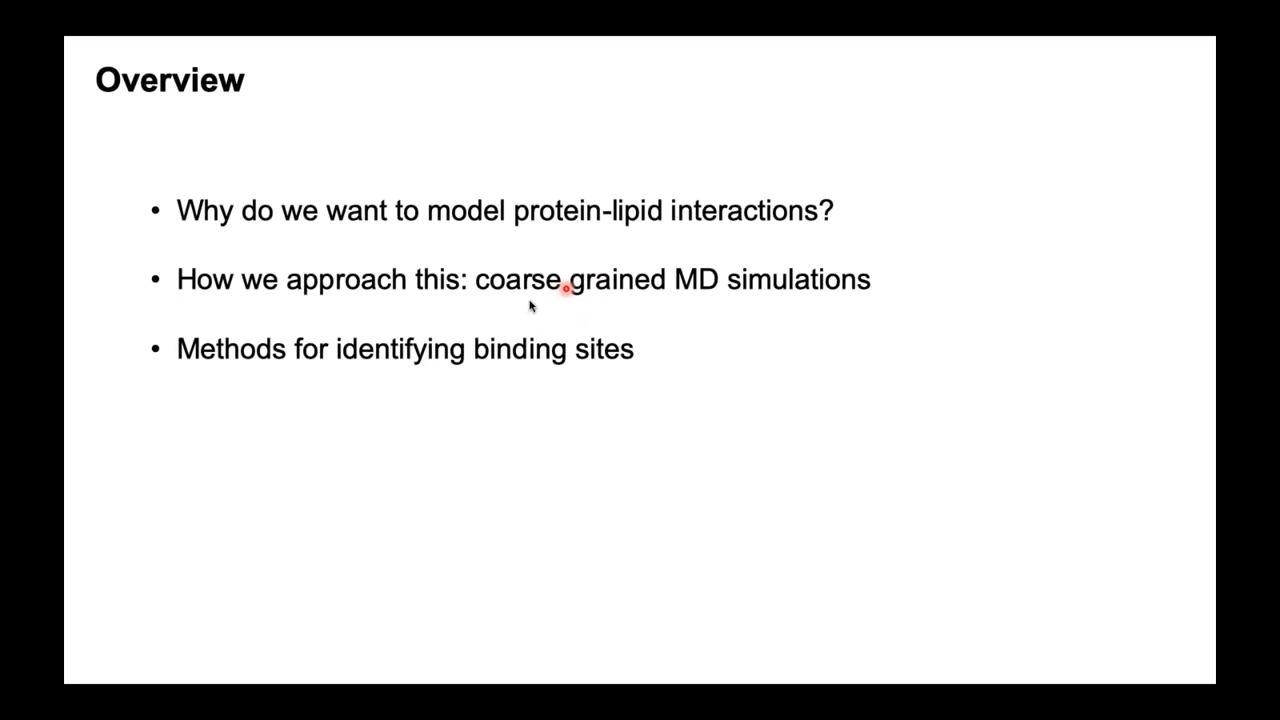 Overview
• Why do we want to model protein-lipid interactions?
• How we approach this: coarse grained MD simulations
• Methods for identifying binding sites